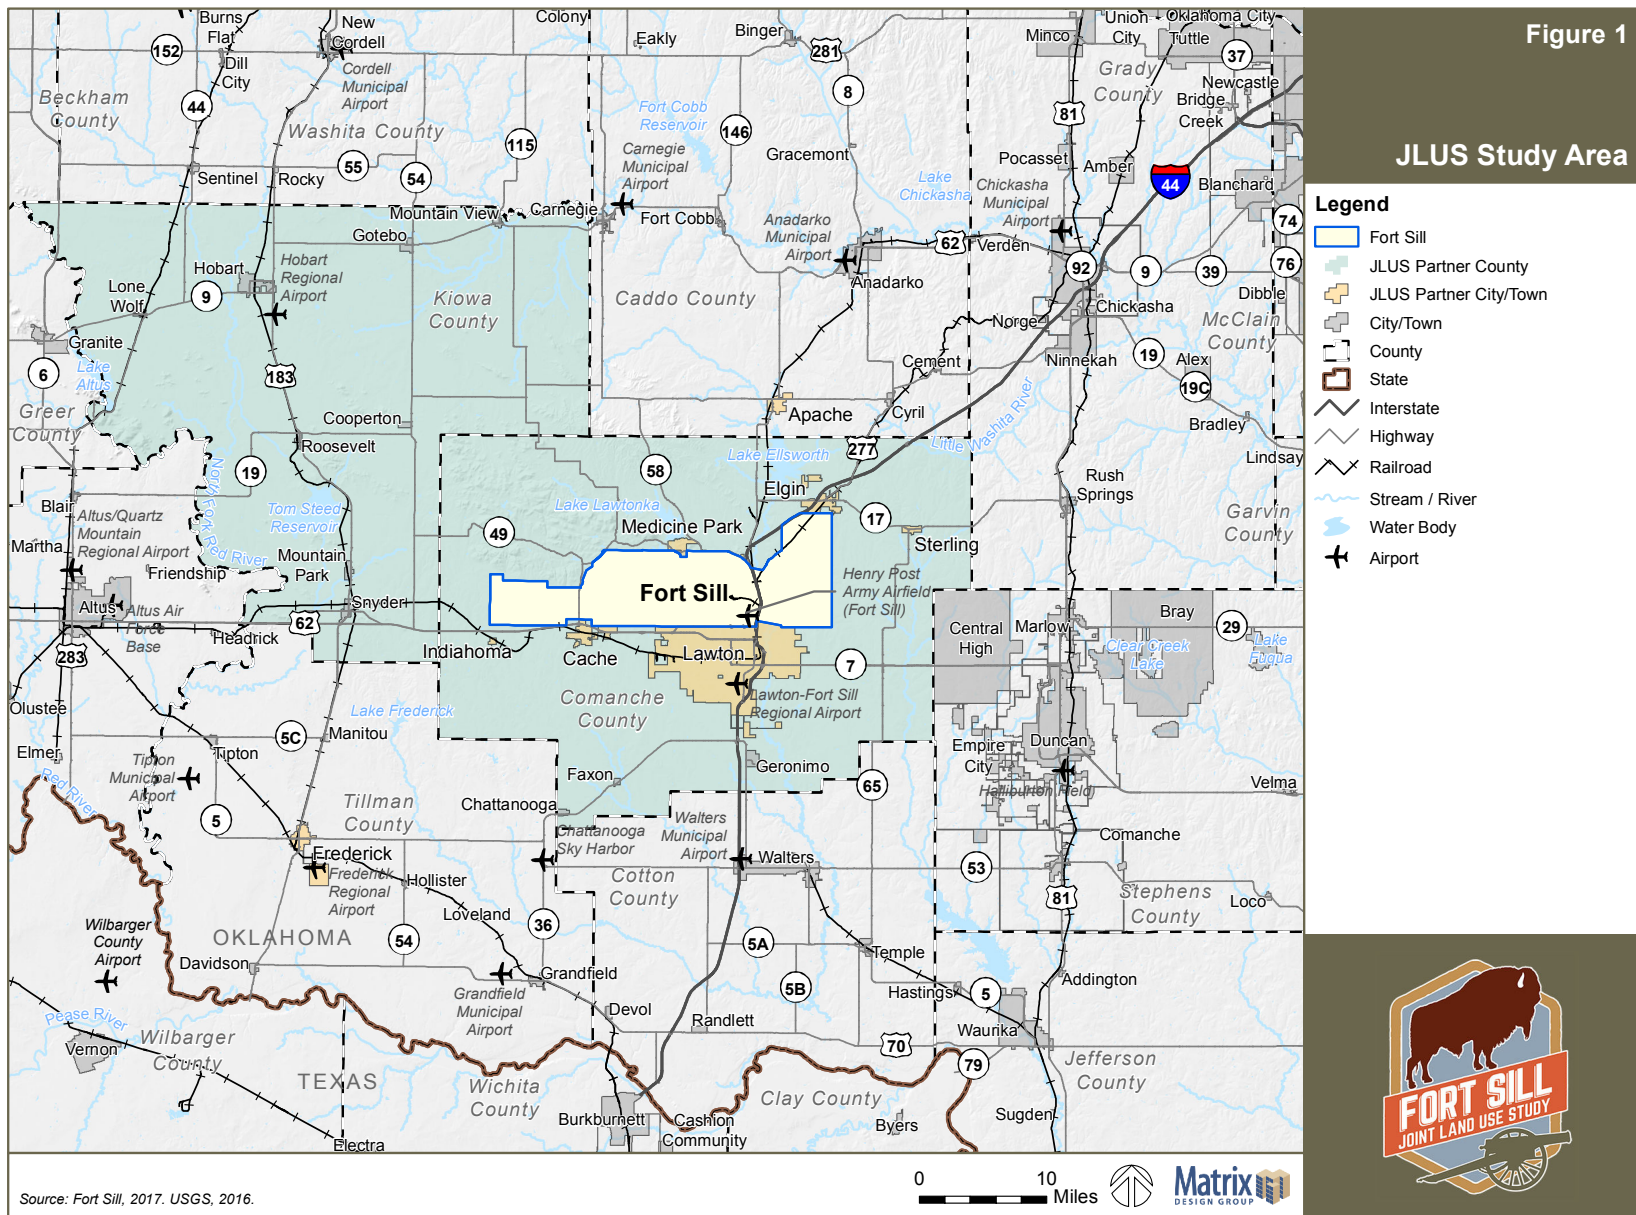 Figure 1
JLUS Study Area
Legend
Fort Sill
JLUS Partner County
JLUS Partner City/Town
City/Town
County
State
Interstate
Highway
Railroad
Stream / River
Water Body
Airport
Burns
Flat
New
Cordell
Colony
Eakly
Binger
281
Minco
Union
City
Oklahoma City
Tuttle
37
152
Dill
City
Cordell
Municipal
Airport
Grady
County
Newcastle
Bridge
Creek
Beckham
County
44
Washita County
115
Fort Cobb
Reservoir
146
8
81
Gracemont
Carnegie
Municipal
Airport
Pocasset
Amber
44
Blanchard
Sentinel
Rocky
55
54
Lake
Chickasha
Chickasha
Municipal
Airport
Mountain View
Carnegie
Fort Cobb
Anadarko
Municipal
Airport
62
Verden
74
Gotebo
Hobart
Hobart
Regional
Airport
92
9
39
76
Lone
Wolf
9
Kiowa
County
Caddo County
Anadarko
Chickasha
Dibble
Norge
McClain
County
Granite
Lake
Altus
6
183
Cement
Ninnekah
19
Alex
19C
Greer
County
Cooperton
Apache
Cyril
Bradley
Roosevelt
277
Little Washita River
Lindsay
19
58
Lake Ellsworth
Elgin
Rush
Springs
Blair
North Fork Red River
Tom Steed
Reservoir
Lake Lawtonka
17
Garvin
County
Altus/Quartz
Mountain
Regional Airport
49
Medicine Park
Sterling
Martha
Friendship
Mountain
Park
Fort Sill
Henry Post
Army Airfield
(Fort Sill)
Altus
Altus Air
Force
Base
Snyder
Central
High
Marlow
Bray
29
Headrick
62
Indiahoma
Cache
Lawton
7
Clear Creek
Lake
Lake
Fuqua
283
Comanche
County
Lawton-Fort Sill
Regional Airport
Olustee
Lake Frederick
5C
Manitou
Elmer
Tipton
Tipton
Municipal
Airport
Empire
City
Duncan
Geronimo
Faxon
65
Halliburton Field)
Velma
Red River
Chattanooga
5
Tillman
County
Chattanooga
Sky Harbor
Walters
Municipal
Airport
Walters
Comanche
Frederick
Frederick
Regional
Airport
Hollister
Cotton
County
53
Stephens
County
81
Loco
Loveland
36
Wilbarger
County
Airport
OKLAHOMA
54
5A
Temple
Davidson
Grandfield
5B
Hastings
5
Addington
Grandfield
Municipal
Airport
Devol
Randlett
Waurika
Pease River
Vernon
Wilbarger
County
70
79
Jefferson
County
TEXAS
Wichita
County
Clay County
Burkburnett
Cashion
Community
Byers
Sugden
Electra
Source: Fort Sill, 2017. USGS, 2016.
0 10
Miles
Matrix
DESIGN GROUP
FORT SILL
JOINT LAND USE STUDY